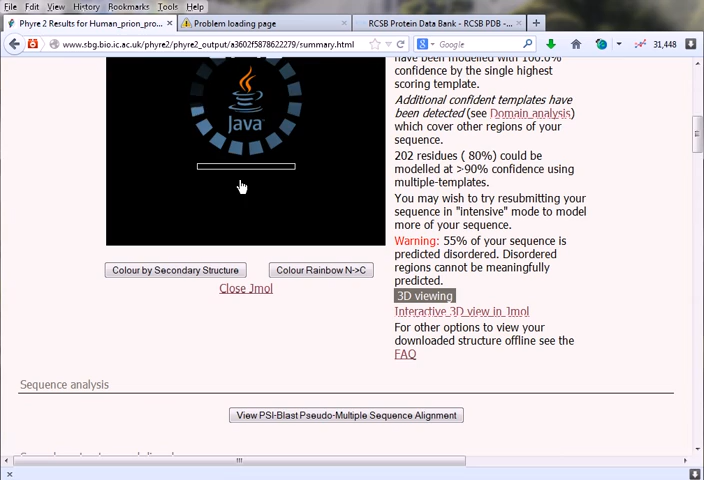 File Edit View History Bookmarks Tools Help
Phyre 2 Results for Human_prion_pro...
Problem loading page
RCSB Protein Data Bank - RCSB PDB - ...
www.sbg.bio.ic.ac.uk/phyre2/phyre2_output/a3602f5878622279/summary.html
Google
31,448
have been modelled with 100.0%
confidence by the single highest
scoring template.
Additional confident templates have
been detected (see Domain analysis)
which cover other regions of your
sequence.
202 residues ( 80%) could be
modelled at >90% confidence using
multiple-templates.
You may wish to try resubmitting your
sequence in "intensive" mode to model
more of your sequence.
Warning: 55% of your sequence is
predicted disordered. Disordered
regions cannot be meaningfully
predicted.
3D viewing
Interactive 3D view in Jmol
For other options to view your
downloaded structure offline see the
FAQ
Java
Colour by Secondary Structure
Colour Rainbow N->C
Close Jmol
Sequence analysis
View PSI-Blast Pseudo-Multiple Sequence Alignment